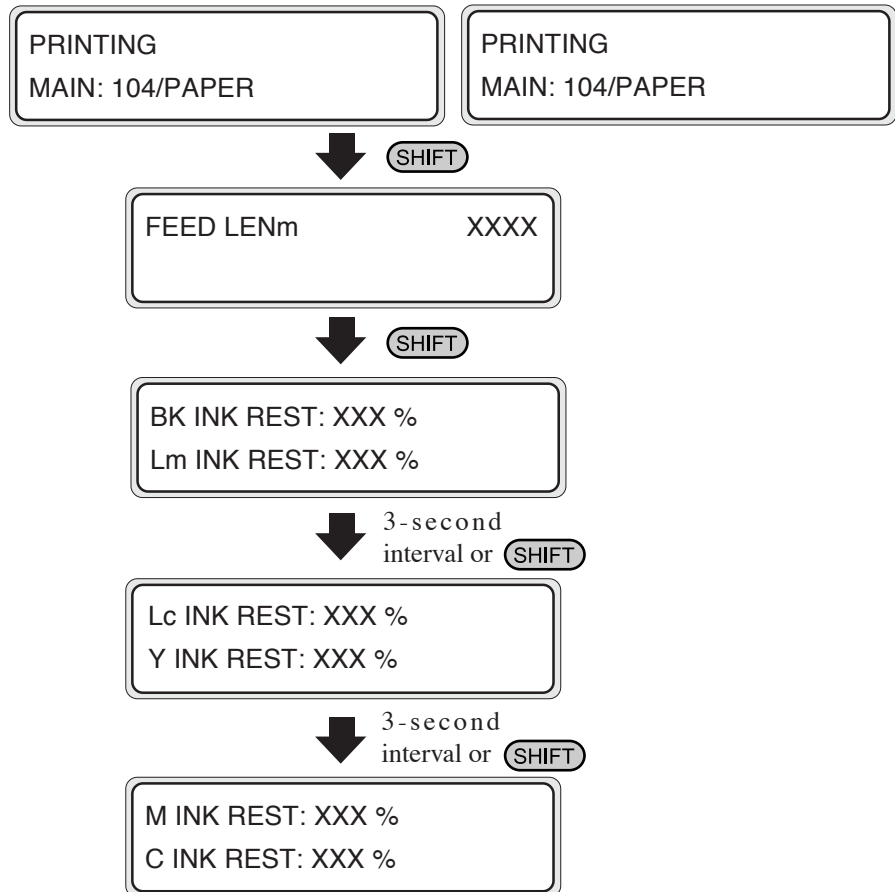 PRINTING
MAIN: 104/PAPER
PRINTING
MAIN: 104/PAPER
SHIFT
FEED LENm XXXX
SHIFT
BK INK REST: XXX %
Lm INK REST: XXX %
3-second
interval or SHIFT
Lc INK REST: XXX %
Y INK REST: XXX %
3-second
interval or SHIFT
M INK REST: XXX %
C INK REST: XXX %